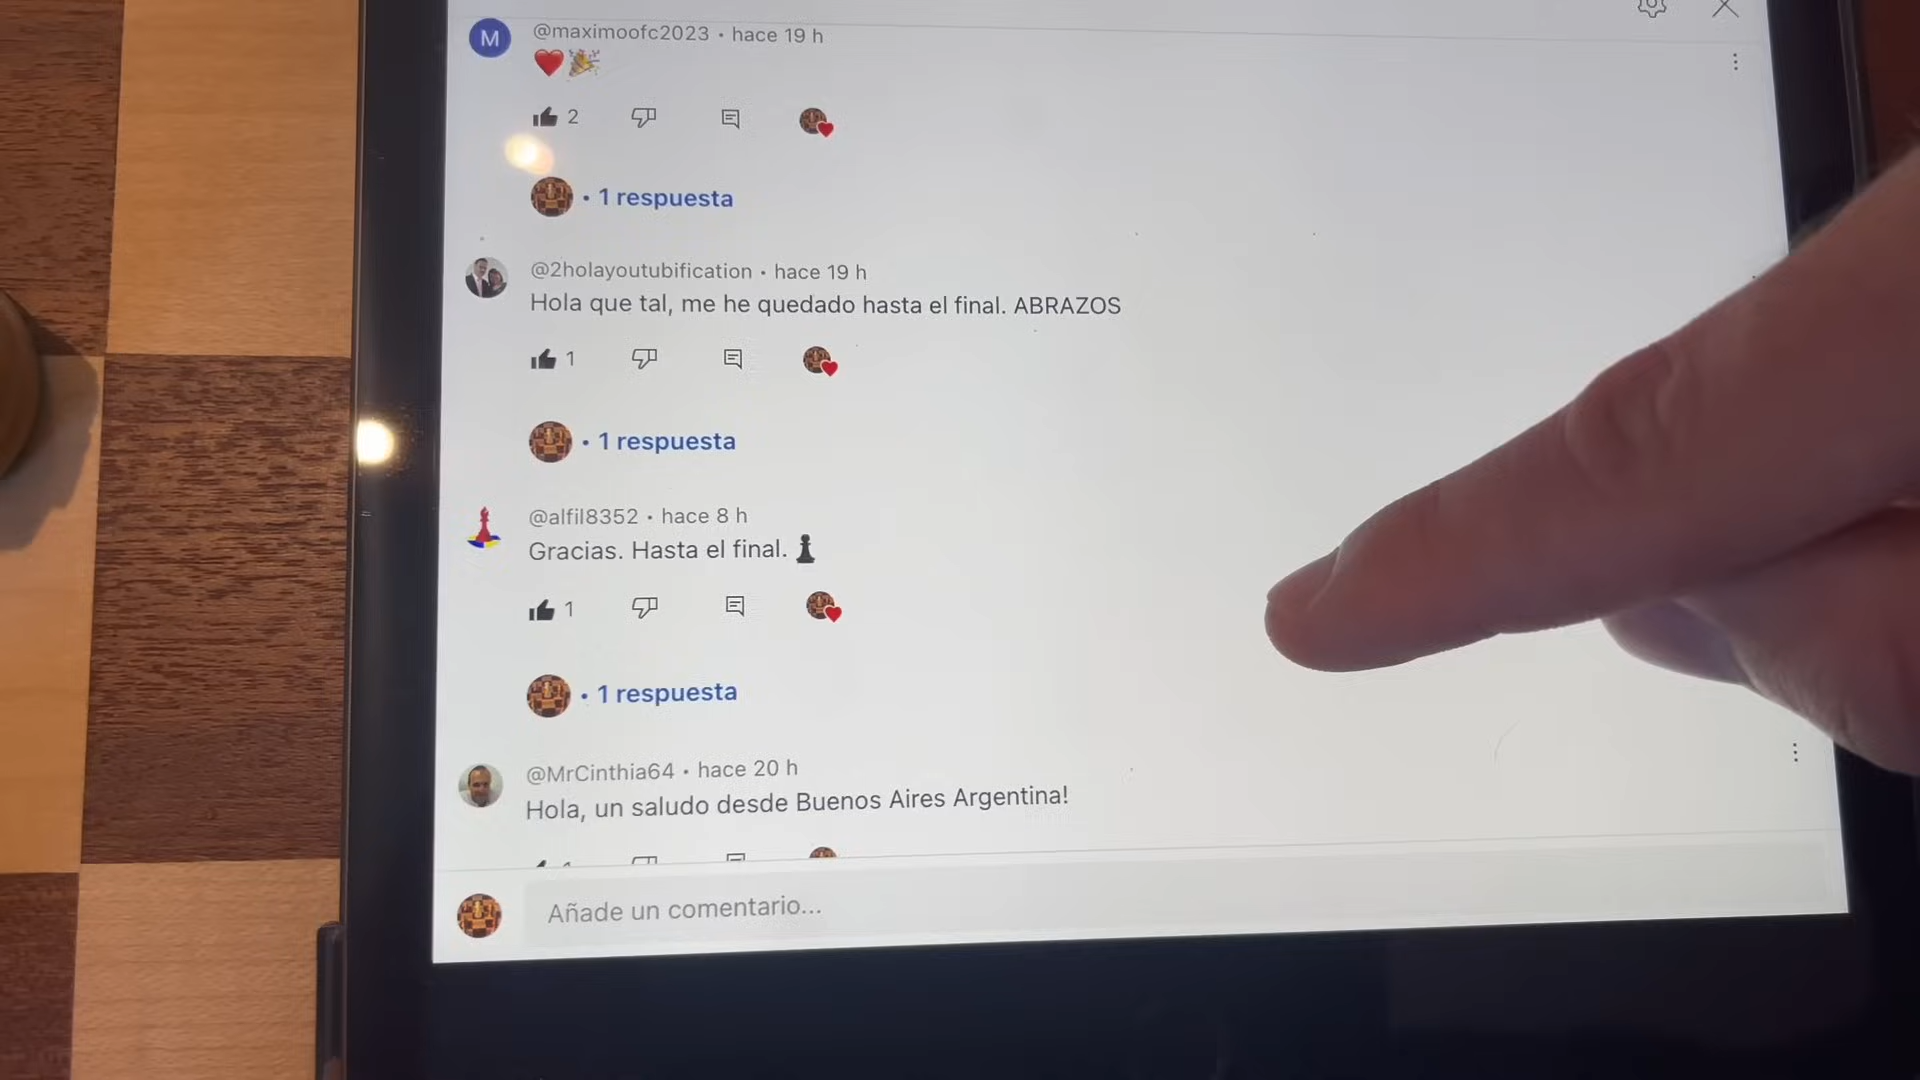 M
@maximoofc2023 • hace 19 h
❤️🎉
2
• 1 respuesta
@2holayoutubification • hace 19 h
Hola que tal, me he quedado hasta el final. ABRAZOS
1
• 1 respuesta
@alfil8352 • hace 8 h
Gracias. Hasta el final. ♟
1
• 1 respuesta
@MrCinthia64 • hace 20 h
Hola, un saludo desde Buenos Aires Argentina!
Añade un comentario...